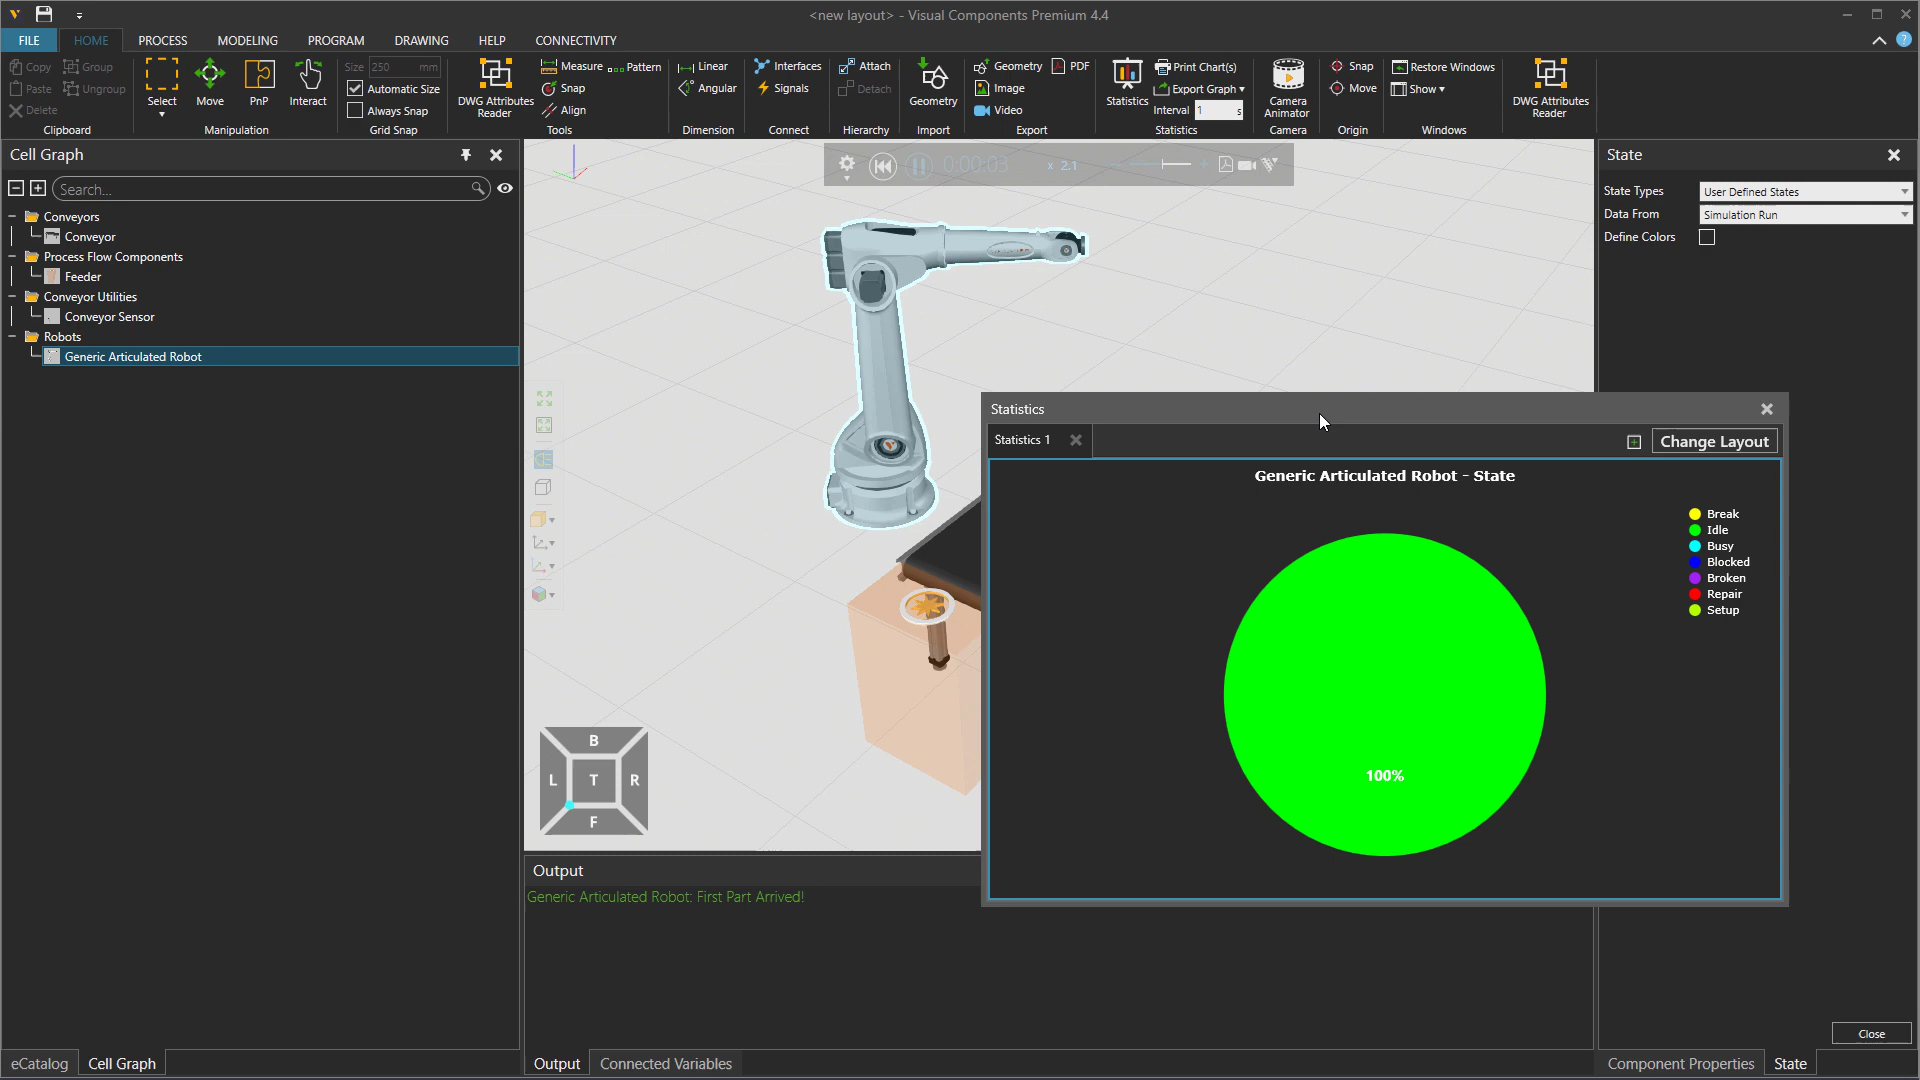 <new layout> - Visual Components Premium 4.4
FILE HOME PROCESS MODELING PROGRAM DRAWING HELP CONNECTIVITY
Copy Group
Paste Ungroup
Delete
Clipboard
Select Move PnP Interact
Manipulation
Size 250 mm
Automatic Size
Always Snap
Grid Snap
DWG Attributes
Reader
Measure Pattern
Snap
Align
Tools
Linear
Angular
Dimension
Interfaces
Signals
Connect
Attach
Detach
Hierarchy
Geometry
Import
Geometry PDF
Image
Video
Export
Statistics
Print Chart(s)
Export Graph
Interval 1 s
Statistics
Camera
Animator
Camera
Snap
Move
Origin
Restore Windows
Show
Windows
DWG Attributes
Reader
Cell Graph
Search...
Conveyors
Conveyor
Process Flow Components
Feeder
Conveyor Utilities
Conveyor Sensor
Robots
Generic Articulated Robot
eCatalog Cell Graph
0:00:03 x 2.1
B
L T R
F
Statistics
Statistics 1
Change Layout
Generic Articulated Robot - State
Break
Idle
Busy
Blocked
Broken
Repair
Setup
100%
Output
Generic Articulated Robot: First Part Arrived!
Output Connected Variables
State
State Types User Defined States
Data From Simulation Run
Define Colors
Close
Component Properties State